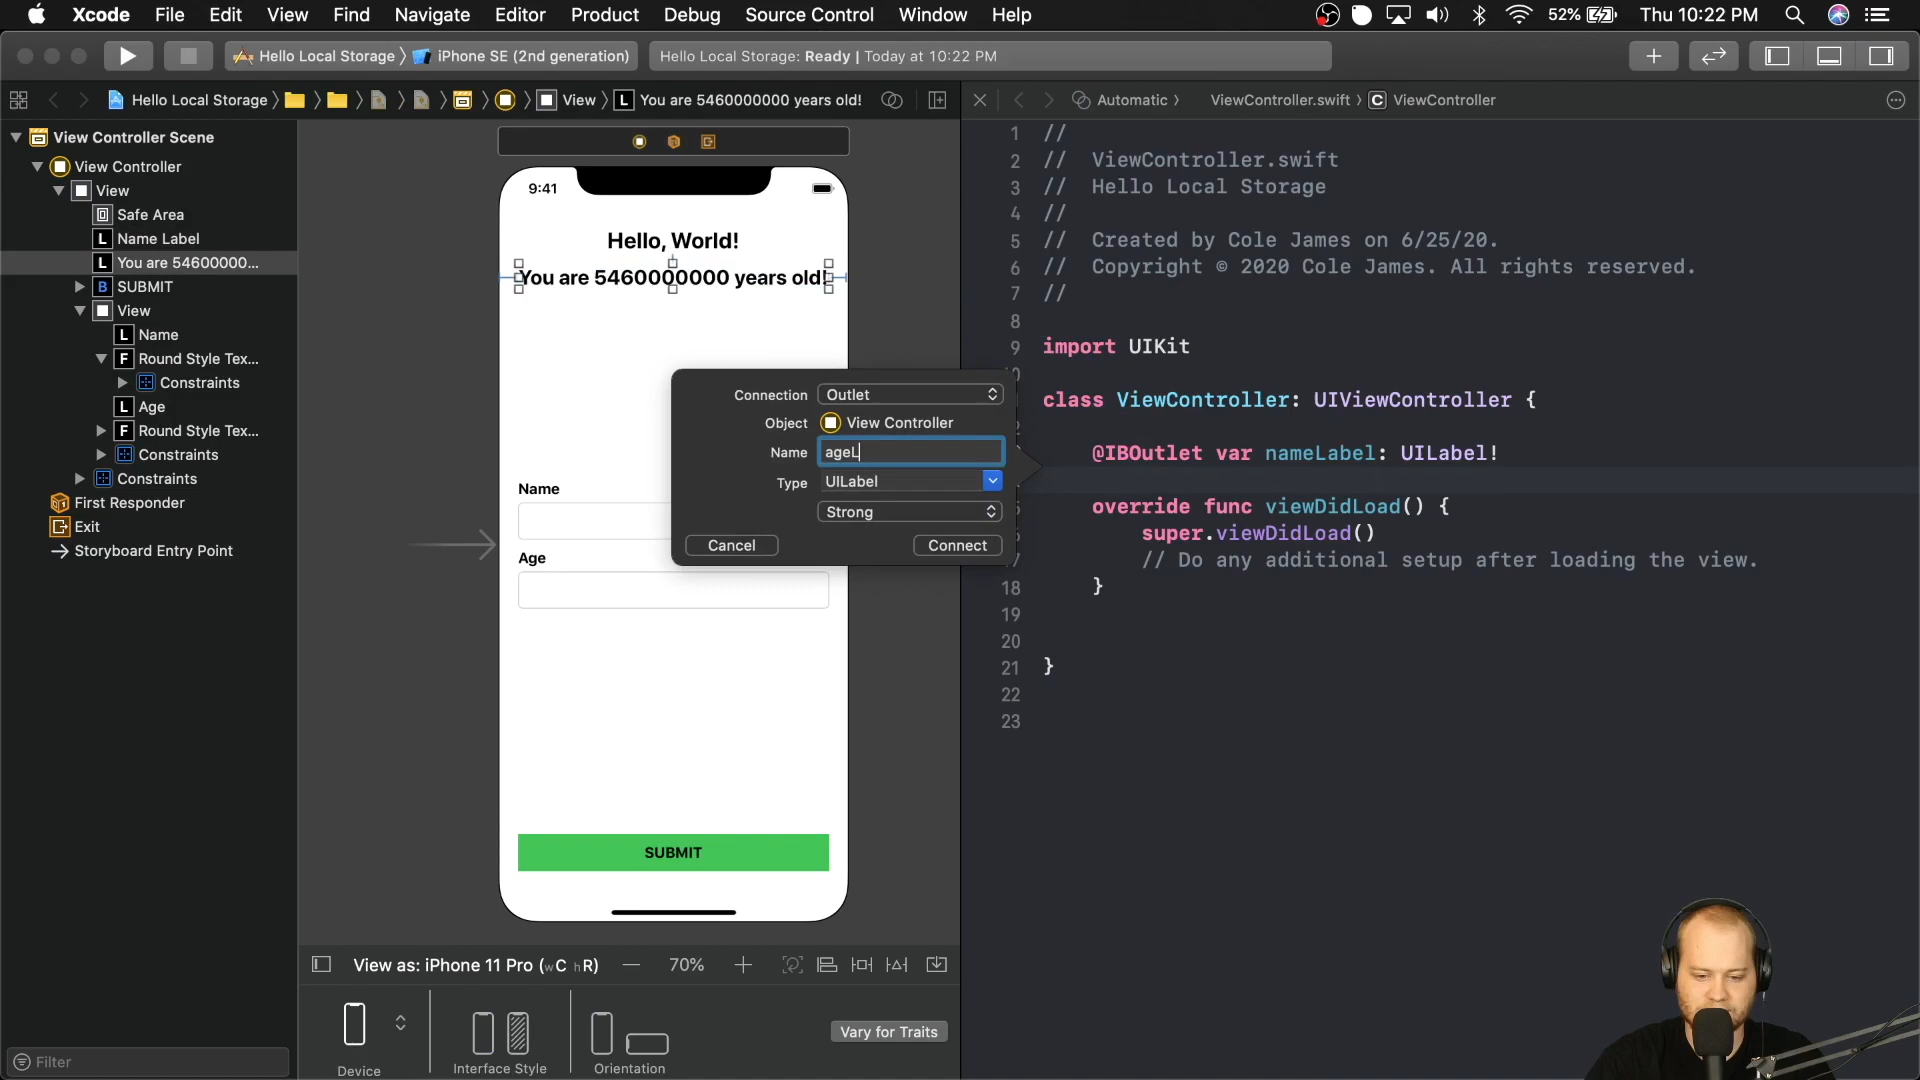 Xcode File Edit View Find Navigate Editor Product Debug Source Control Window Help 52% Thu 10:22 PM
Hello Local Storage iPhone SE (2nd generation) Hello Local Storage: Ready | Today at 10:22 PM
Hello Local Storage View L You are 5460000000 years old! Automatic ViewController.swift C ViewController
View Controller Scene
View Controller
View
Safe Area
L Name Label
L You are 54600000...
B SUBMIT
View
L Name
F Round Style Tex...
Constraints
L Age
F Round Style Tex...
Constraints
Constraints
First Responder
Exit
Storyboard Entry Point
Filter
9:41
Hello, World!
You are 5460000000 years old!
Name
Age
SUBMIT
Connection Outlet
Object View Controller
Name ageL
Type UILabel
Strong
Cancel Connect
View as: iPhone 11 Pro (wC hR) 70%
Device
Interface Style
Orientation
Vary for Traits
1 //
2 // ViewController.swift
3 // Hello Local Storage
4 //
5 // Created by Cole James on 6/25/20.
6 // Copyright © 2020 Cole James. All rights reserved.
7 //
8
9 import UIKit
0
class ViewController: UIViewController {
@IBOutlet var nameLabel: UILabel!
override func viewDidLoad() {
super.viewDidLoad()
// Do any additional setup after loading the view.
18 }
19
20
21 }
22
23